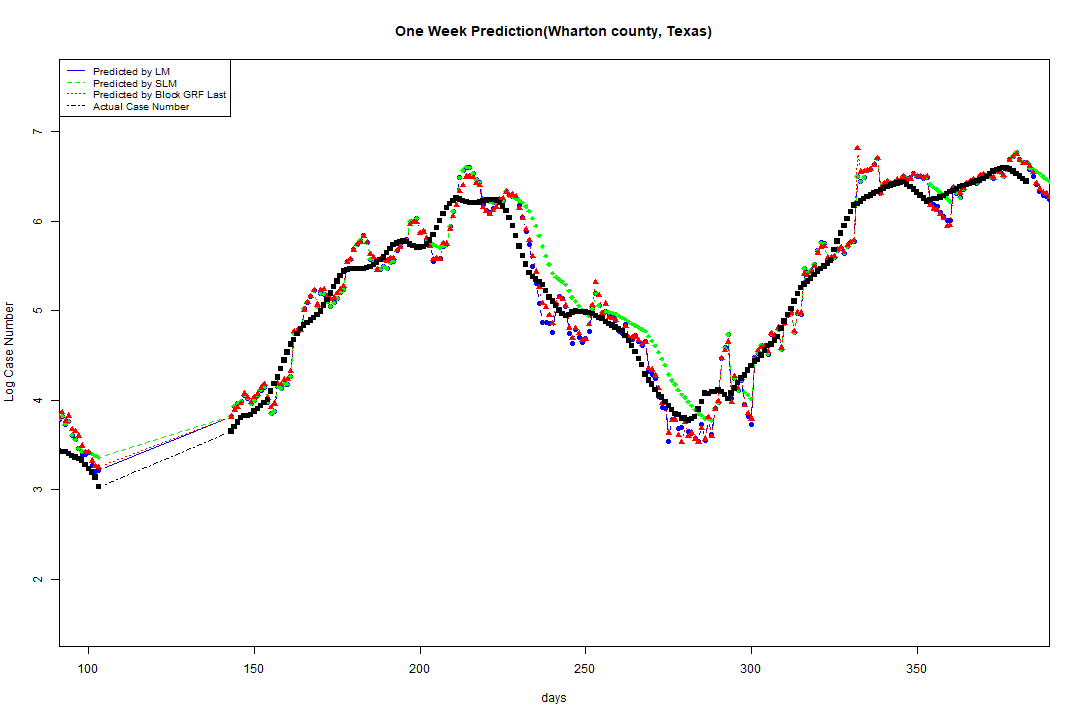 One Week Prediction(Wharton county, Texas)
Predicted by LM
Predicted by SLM
Predicted by Block GRF Last
Actual Case Number
7
6
5
4
3
2
Log Case Number
100 150 200 250 300 350
days